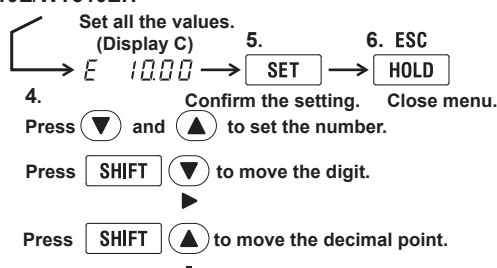 Set all the values.
(Display C)
5.
6. ESC
E 10.00
SET
HOLD
4.
Confirm the setting.
Close menu.
Press ▼ and ▲ to set the number.
Press SHIFT ▼ to move the digit.
Press SHIFT ▲ to move the decimal point.